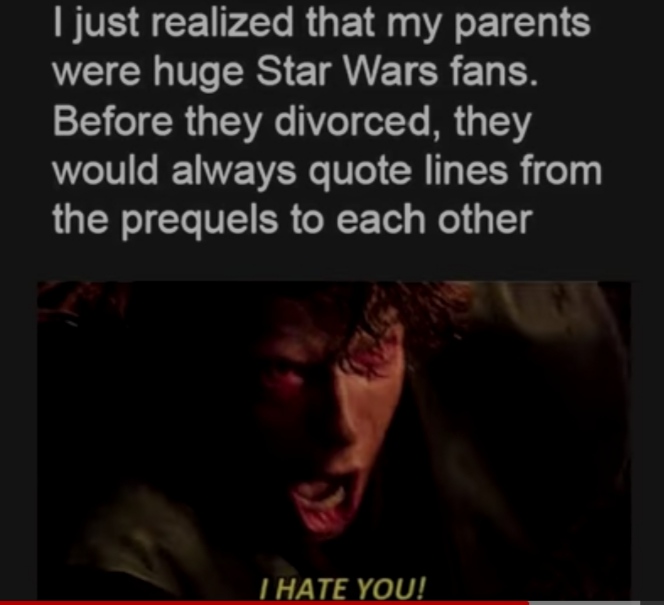 I just realized that my parents
were huge Star Wars fans.
Before they divorced, they
would always quote lines from
the prequels to each other
I HATE YOU!